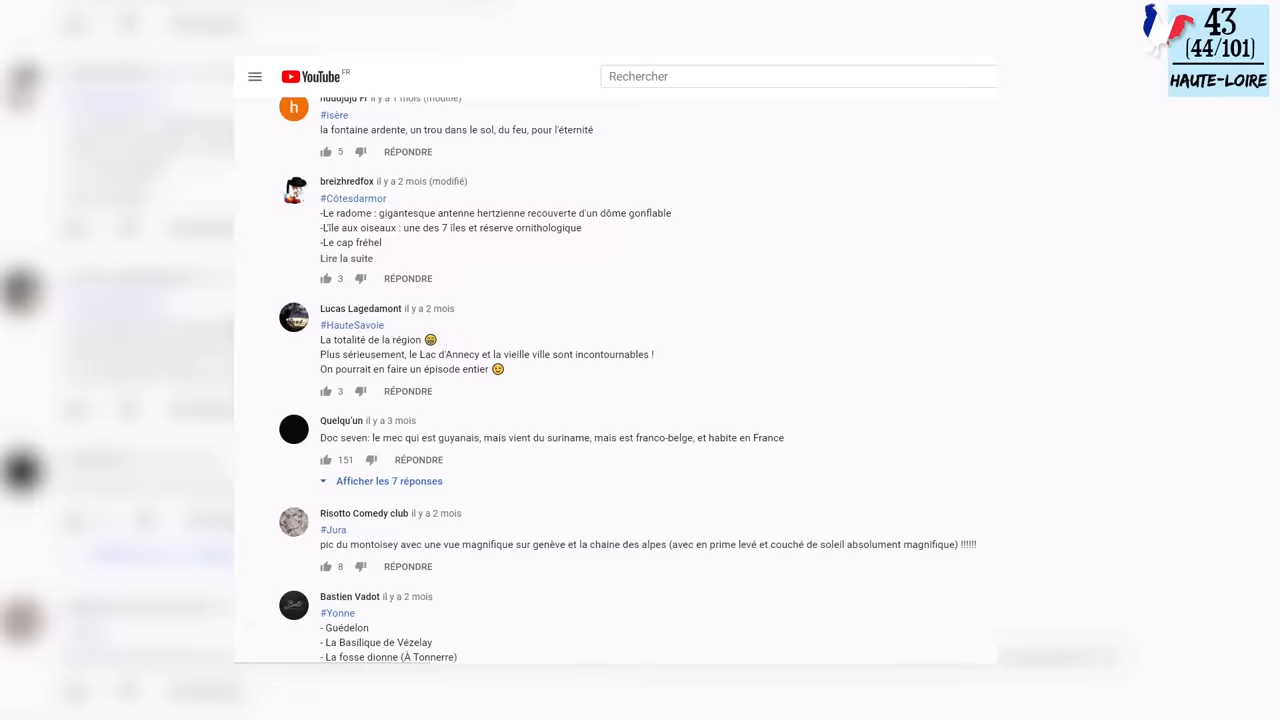 43
(44/101)
HAUTE-LOIRE
YouTube FR
Rechercher
il y a 1 mois (modifié)
h
#isère
la fontaine ardente, un trou dans le sol, du feu, pour l'éternité
5 RÉPONDRE
breizhredfox il y a 2 mois (modifié)
#Côtesdarmor
-Le radome : gigantesque antenne hertzienne recouverte d'un dôme gonflable
-L'île aux oiseaux : une des 7 îles et réserve ornithologique
-Le cap fréhel
Lire la suite
3 RÉPONDRE
Lucas Lagedamont il y a 2 mois
#HauteSavoie
La totalité de la région 😁
Plus sérieusement, le Lac d'Annecy et la vieille ville sont incontournables !
On pourrait en faire un épisode entier 😉
3 RÉPONDRE
Quelqu'un il y a 3 mois
Doc seven: le mec qui est guyanais, mais vient du suriname, mais est franco-belge, et habite en France
151 RÉPONDRE
Afficher les 7 réponses
Risotto Comedy club il y a 2 mois
#Jura
pic du montoisey avec une vue magnifique sur genève et la chaine des alpes (avec en prime levé et couché de soleil absolument magnifique) !!!!!!
8 RÉPONDRE
Bastien Vadot il y a 2 mois
#Yonne
- Guédelon
- La Basilique de Vézelay
- La fosse dionne (À Tonnerre)